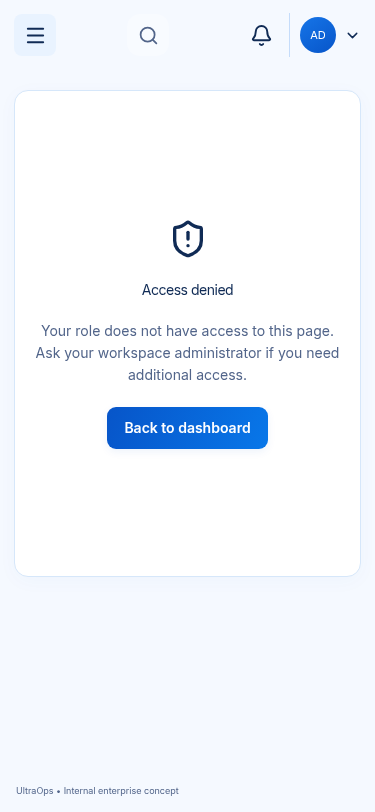 AD
Access denied
Your role does not have access to this page.
Ask your workspace administrator if you need
additional access.
Back to dashboard
UltraOps • Internal enterprise concept